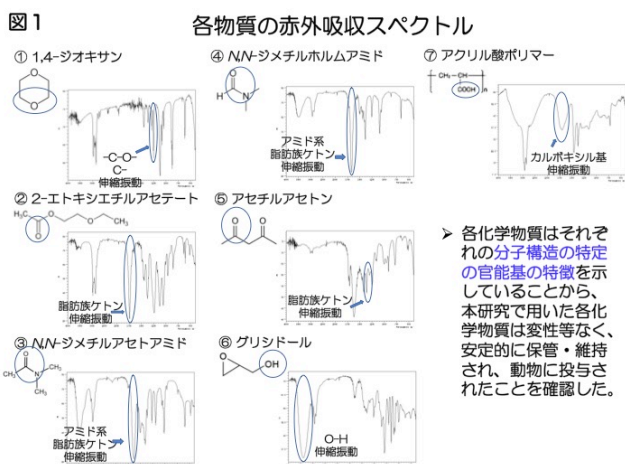 図1
各物質の赤外吸収スペクトル
① 1,4-ジオキサン
O
O
-C-O-
C-
伸縮振動
② 2-エトキシエチルアセテート
H₃C
O
O
O
CH₃
脂肪族ケトン
伸縮振動
③ N,N-ジメチルアセトアミド
O
CH₃
CH₃
N
CH₃
アミド系
脂肪族ケトン
伸縮振動
④ N,N-ジメチルホルムアミド
O
H
N
アミド系
脂肪族ケトン
伸縮振動
⑤ アセチルアセトン
O
O
脂肪族ケトン
伸縮振動
⑥ グリシドール
O
OH
O-H
伸縮振動
⑦ アクリル酸ポリマー
CH₂
CH
COOH
n
カルボキシル基
伸縮振動
➢ 各化学物質はそれぞ
れの分子構造の特定
の官能基の特徴を示
していることから、
本研究で用いた各化
学物質は変性等なく、
安定的に保管・維持
され、動物に投与さ
れたことを確認した。